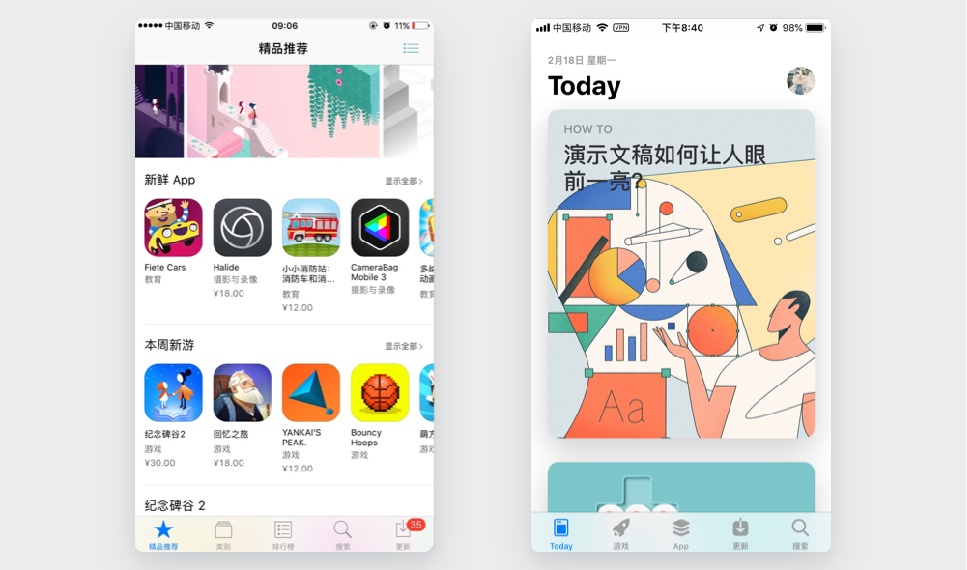 中国移动 09:06 11%
精品推荐
新鲜 App 显示全部
Fiete Cars
教育
Halide
摄影与录像
¥18.00
小小消防站:
消防车和消...
教育
¥12.00
CameraBag
Mobile 3
摄影与录像
动画
教育
本周新游 显示全部
纪念碑谷2
游戏
¥30.00
回忆之旅
游戏
¥18.00
YANKAI'S
PEAK.
游戏
¥12.00
Bouncy
Hoops
游戏
萌方
游戏
纪念碑谷 2
精品推荐 类别 排行榜 搜索 更新 35
中国移动 VPN 下午8:40 98%
2月18日 星期一
Today
HOW TO
演示文稿如何让人眼
前一亮?
Aa
Today 游戏 App 更新 搜索